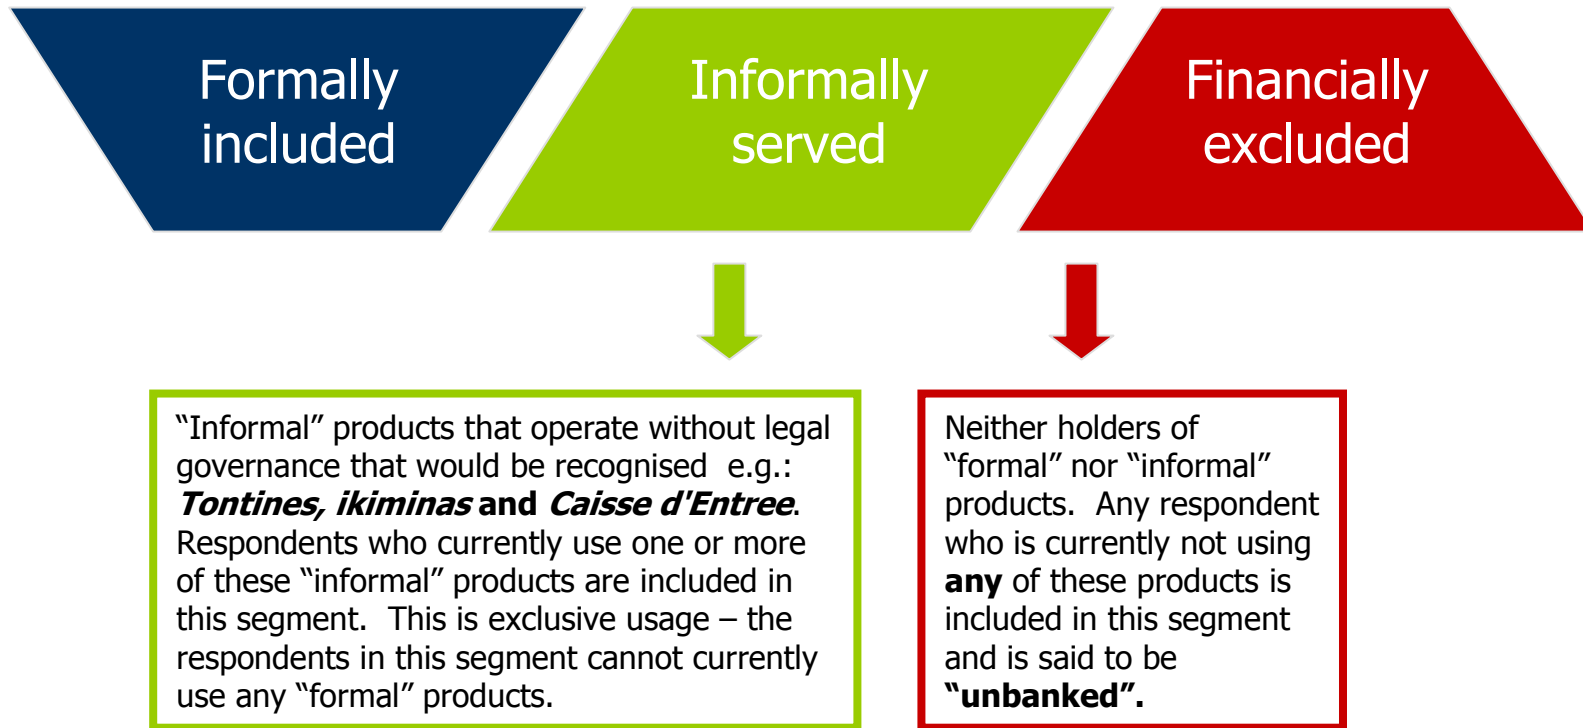 Formally
included
Informally
served
Financially
excluded
“Informal” products that operate without legal
governance that would be recognised  e.g.:
Tontines, ikiminas and Caisse d'Entree.
Respondents who currently use one or more
of these “informal” products are included in
this segment.  This is exclusive usage – the
respondents in this segment cannot currently
use any “formal” products.
Neither holders of
“formal” nor “informal”
products.  Any respondent
who is currently not using
any of these products is
included in this segment
and is said to be
“unbanked”.